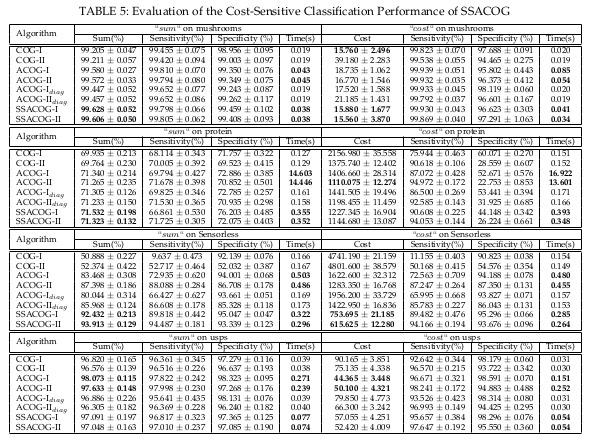 TABLE 5: Evaluation of the Cost-Sensitive Classification Performance of SSACOG
Algorithm "sum" on mushrooms "cost" on mushrooms
Sum(%) Sensitivity(%) Specificity (%) Time(s) Cost Sensitivity(%) Specificity (%) Time(s)
COG-I 99.205 ± 0.047 99.455 ± 0.075 98.956 ± 0.095 0.019 15.760 ± 2.496 99.823 ± 0.070 97.688 ± 0.091 0.020
COG-II 99.211 ± 0.057 99.420 ± 0.094 99.003 ± 0.097 0.019 39.180 ± 2.283 99.538 ± 0.055 94.465 ± 0.275 0.019
ACOG-I 99.580 ± 0.027 99.810 ± 0.070 99.350 ± 0.076 0.043 18.735 ± 1.062 99.939 ± 0.051 95.802 ± 0.443 0.085
ACOG-II 99.572 ± 0.033 99.794 ± 0.080 99.349 ± 0.075 0.045 16.770 ± 1.546 99.932 ± 0.035 96.373 ± 0.412 0.054
ACOG-I diag 99.447 ± 0.052 99.652 ± 0.077 99.243 ± 0.087 0.019 17.520 ± 1.588 99.933 ± 0.045 98.119 ± 0.060 0.020
ACOG-II diag 99.457 ± 0.052 99.652 ± 0.086 99.262 ± 0.117 0.019 21.185 ± 1.431 99.792 ± 0.037 96.601 ± 0.167 0.019
SSACOG-I 99.628 ± 0.052 99.798 ± 0.066 99.459 ± 0.102 0.038 15.880 ± 1.677 99.930 ± 0.043 96.623 ± 0.103 0.041
SSACOG-II 99.606 ± 0.050 99.805 ± 0.062 99.408 ± 0.093 0.038 15.560 ± 3.870 99.869 ± 0.040 97.291 ± 1.063 0.034
Algorithm "sum" on protein "cost" on protein
Sum(%) Sensitivity(%) Specificity (%) Time(s) Cost Sensitivity(%) Specificity (%) Time(s)
COG-I 69.935 ± 0.213 68.114 ± 0.343 71.757 ± 0.322 0.127 2156.980 ± 35.558 75.944 ± 0.463 60.071 ± 0.270 0.151
COG-II 69.764 ± 0.230 70.005 ± 0.392 69.523 ± 0.415 0.129 1375.740 ± 12.402 90.618 ± 0.106 28.559 ± 0.607 0.152
ACOG-I 71.340 ± 0.214 69.794 ± 0.427 72.886 ± 0.385 14.603 1406.660 ± 28.314 87.072 ± 0.428 52.671 ± 0.576 16.922
ACOG-II 71.265 ± 0.235 71.678 ± 0.398 70.852 ± 0.501 14.446 1110.075 ± 12.274 94.972 ± 0.172 22.753 ± 0.830 13.601
ACOG-I diag 71.305 ± 0.126 69.825 ± 0.346 72.785 ± 0.257 0.161 1441.505 ± 19.496 86.500 ± 0.269 53.441 ± 0.394 0.171
ACOG-II diag 71.233 ± 0.150 71.530 ± 0.365 70.935 ± 0.298 0.158 1198.455 ± 11.429 92.585 ± 0.143 31.925 ± 0.685 0.166
SSACOG-I 71.532 ± 0.198 66.861 ± 0.530 76.203 ± 0.483 0.355 1227.345 ± 16.904 90.608 ± 0.225 44.148 ± 0.342 0.393
SSACOG-II 71.323 ± 0.132 71.725 ± 0.305 72.075 ± 0.403 0.352 1144.680 ± 13.087 94.053 ± 0.144 26.224 ± 0.661 0.348
Algorithm "sum" on Sensorless "cost" on Sensorless
Sum(%) Sensitivity(%) Specificity (%) Time(s) Cost Sensitivity(%) Specificity (%) Time(s)
COG-I 50.888 ± 0.227 9.637 ± 0.473 92.139 ± 0.076 0.166 4741.190 ± 21.159 11.155 ± 0.403 90.823 ± 0.038 0.154
COG-II 52.374 ± 0.422 52.717 ± 0.464 52.032 ± 0.387 0.167 4801.600 ± 38.579 50.168 ± 0.415 54.576 ± 0.354 0.149
ACOG-I 83.468 ± 0.308 72.935 ± 0.620 94.001 ± 0.068 0.503 1622.690 ± 32.312 72.563 ± 0.709 94.188 ± 0.078 0.480
ACOG-II 87.398 ± 0.186 88.088 ± 0.284 86.708 ± 0.178 0.486 1283.350 ± 16.768 87.247 ± 0.264 87.350 ± 0.131 0.455
ACOG-I diag 80.044 ± 0.314 66.427 ± 0.627 93.661 ± 0.051 0.169 1956.200 ± 33.729 65.995 ± 0.668 93.827 ± 0.071 0.157
ACOG-II diag 85.968 ± 0.124 86.608 ± 0.178 85.328 ± 0.118 0.173 1422.950 ± 16.836 85.783 ± 0.227 86.043 ± 0.131 0.153
SSACOG-I 92.432 ± 0.213 89.818 ± 0.442 95.047 ± 0.047 0.322 753.695 ± 21.185 89.482 ± 0.476 95.296 ± 0.066 0.285
SSACOG-II 93.913 ± 0.129 94.487 ± 0.181 93.339 ± 0.123 0.296 615.625 ± 12.280 94.166 ± 0.194 93.676 ± 0.096 0.264
Algorithm "sum" on usps "cost" on usps
Sum(%) Sensitivity(%) Specificity (%) Time(s) Cost Sensitivity(%) Specificity (%) Time(s)
COG-I 96.820 ± 0.165 96.361 ± 0.345 97.279 ± 0.116 0.039 90.165 ± 3.851 92.642 ± 0.344 98.179 ± 0.060 0.031
COG-II 96.576 ± 0.139 96.516 ± 0.226 96.637 ± 0.163 0.038 75.135 ± 4.338 96.570 ± 0.215 93.722 ± 0.342 0.030
ACOG-I 98.073 ± 0.115 97.822 ± 0.242 98.323 ± 0.095 0.271 44.365 ± 3.448 96.671 ± 0.321 98.591 ± 0.070 0.151
ACOG-II 97.633 ± 0.148 97.998 ± 0.230 97.268 ± 0.176 0.239 50.100 ± 4.321 98.241 ± 0.172 94.883 ± 0.488 0.252
ACOG-I diag 96.886 ± 0.226 95.641 ± 0.435 98.131 ± 0.076 0.039 79.850 ± 4.773 93.526 ± 0.423 98.314 ± 0.080 0.031
ACOG-II diag 96.305 ± 0.182 96.369 ± 0.228 96.240 ± 0.182 0.040 66.300 ± 3.242 96.993 ± 0.149 94.425 ± 0.295 0.030
SSACOG-I 97.091 ± 0.197 96.817 ± 0.323 97.365 ± 0.125 0.077 57.055 ± 4.251 95.657 ± 0.384 98.296 ± 0.076 0.054
SSACOG-II 97.048 ± 0.163 97.010 ± 0.237 97.085 ± 0.190 0.074 52.420 ± 4.009 97.647 ± 0.192 95.550 ± 0.360 0.054